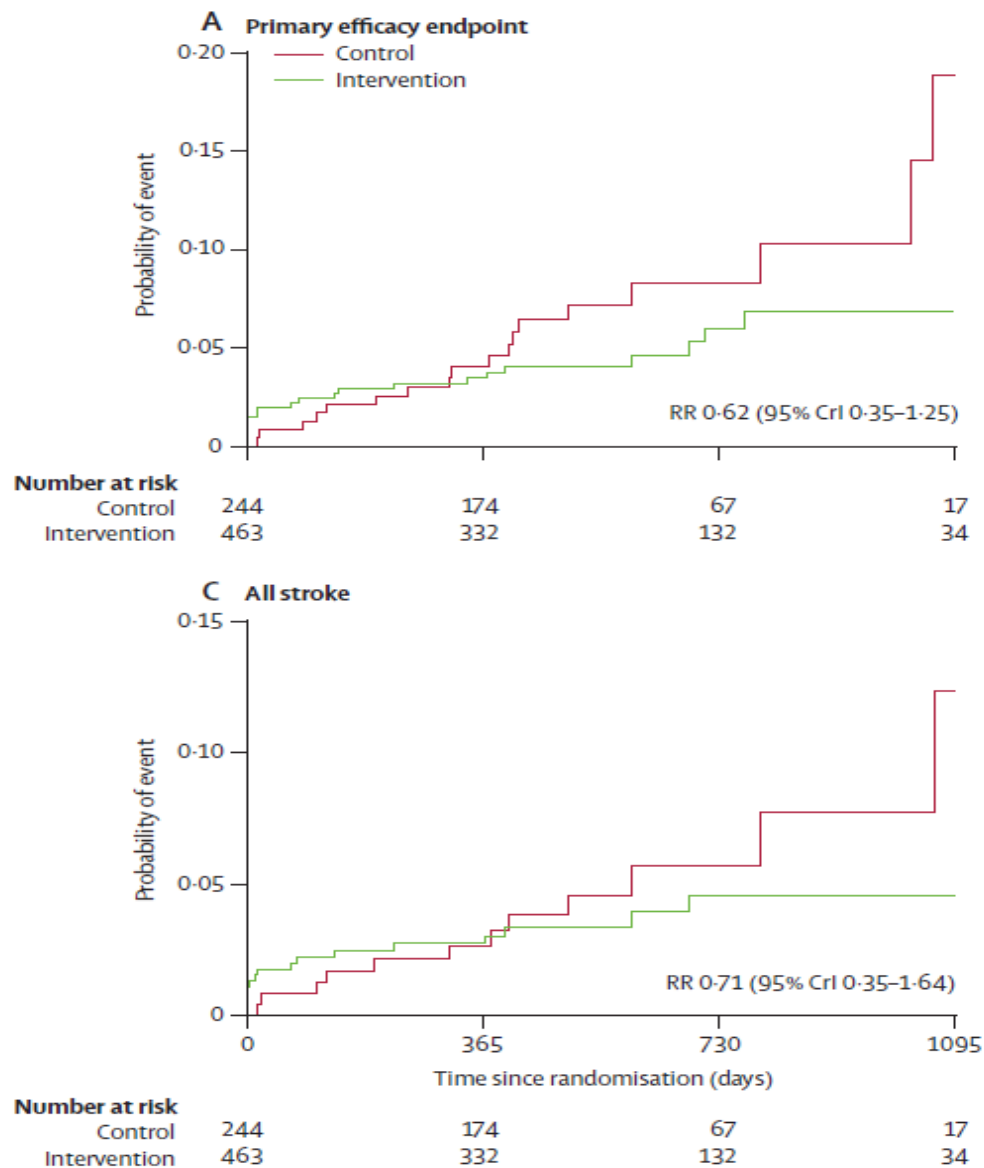 A Primary efficacy endpoint
Control
Intervention
0·20
0·15
0·10
0·05
0
Probability of event
RR 0·62 (95% CrI 0·35–1·25)
Number at risk
Control 244 174 67 17
Intervention 463 332 132 34
C All stroke
0·15
0·10
0·05
0
Probability of event
RR 0·71 (95% CrI 0·35–1·64)
0 365 730 1095
Time since randomisation (days)
Number at risk
Control 244 174 67 17
Intervention 463 332 132 34